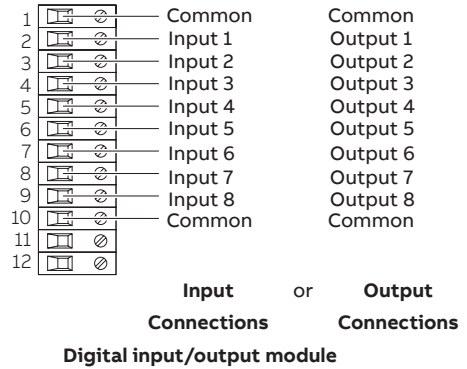 1 Common Common
2 Input 1 Output 1
3 Input 2 Output 2
4 Input 3 Output 3
5 Input 4 Output 4
6 Input 5 Output 5
7 Input 6 Output 6
8 Input 7 Output 7
9 Input 8 Output 8
10 Common Common
11
12
Input or Output
Connections Connections
Digital input/output module